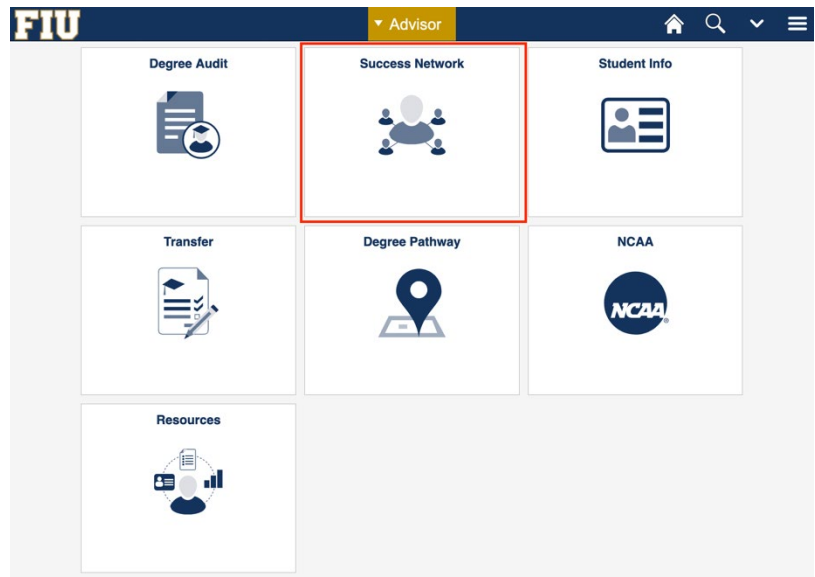 FIU
Advisor
Degree Audit
Success Network
Student Info
Transfer
Degree Pathway
NCAA
NCAA
Resources